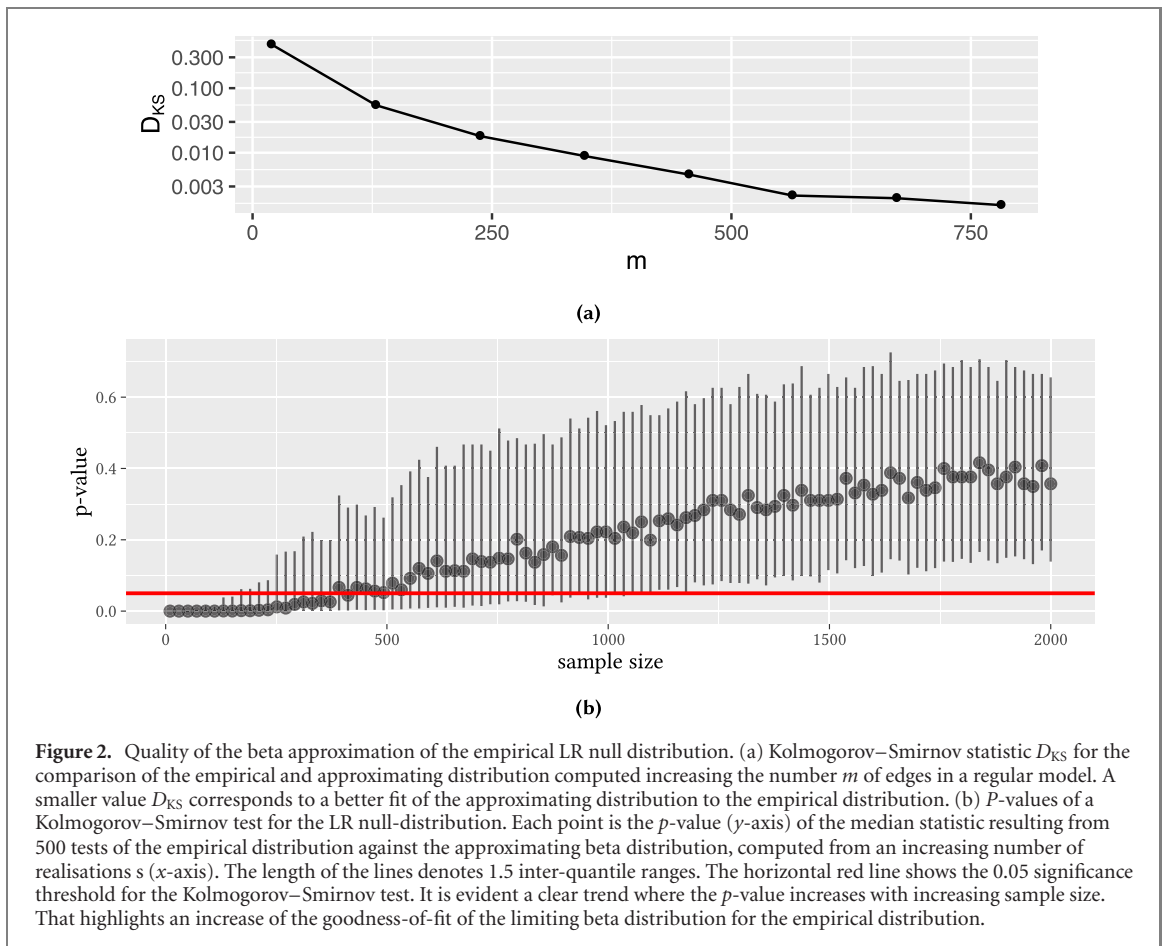 0.300
0.100
0.030
0.010
0.003
DKS
0 250 500 750
m
(a)
0.6
0.4
0.2
0.0
p-value
0 500 1000 1500 2000
sample size
(b)
Figure 2. Quality of the beta approximation of the empirical LR null distribution. (a) Kolmogorov–Smirnov statistic DKS for the
comparison of the empirical and approximating distribution computed increasing the number m of edges in a regular model. A
smaller value DKS corresponds to a better fit of the approximating distribution to the empirical distribution. (b) P-values of a
Kolmogorov–Smirnov test for the LR null-distribution. Each point is the p-value (y-axis) of the median statistic resulting from
500 tests of the empirical distribution against the approximating beta distribution, computed from an increasing number of
realisations s (x-axis). The length of the lines denotes 1.5 inter-quantile ranges. The horizontal red line shows the 0.05 significance
threshold for the Kolmogorov–Smirnov test. It is evident a clear trend where the p-value increases with increasing sample size.
That highlights an increase of the goodness-of-fit of the limiting beta distribution for the empirical distribution.